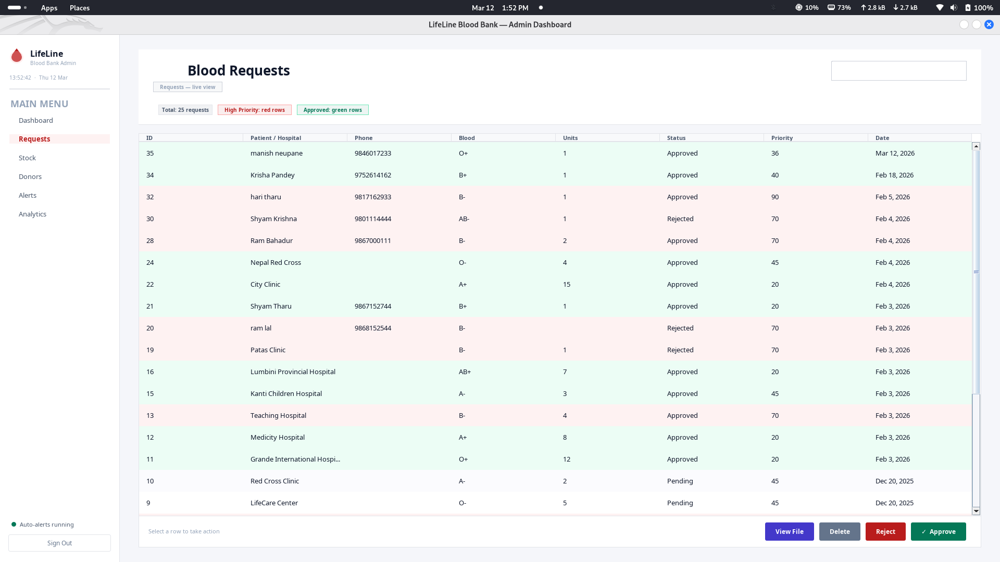 Apps Places Mar 12 1:52 PM 10% 73% 2.8 kB 2.7 kB 100%
LifeLine Blood Bank — Admin Dashboard
LifeLine
Blood Bank Admin
13:52:42 · Thu 12 Mar
MAIN MENU
Dashboard
Requests
Stock
Donors
Alerts
Analytics
Auto-alerts running
Sign Out
Blood Requests
Requests — live view
Total: 25 requests High Priority: red rows Approved: green rows
ID Patient / Hospital Phone Blood Units Status Priority Date
35 manish neupane 9846017233 O+ 1 Approved 36 Mar 12, 2026
34 Krisha Pandey 9752614162 B+ 1 Approved 40 Feb 18, 2026
32 hari tharu 9817162933 B- 1 Approved 90 Feb 5, 2026
30 Shyam Krishna 9801114444 AB- 1 Rejected 70 Feb 4, 2026
28 Ram Bahadur 9867000111 B- 2 Approved 70 Feb 4, 2026
24 Nepal Red Cross O- 4 Approved 45 Feb 4, 2026
22 City Clinic A+ 15 Approved 20 Feb 4, 2026
21 Shyam Tharu 9867152744 B+ 1 Approved 20 Feb 3, 2026
20 ram lal 9868152544 B- Rejected 70 Feb 3, 2026
19 Patas Clinic B- 1 Rejected 70 Feb 3, 2026
16 Lumbini Provincial Hospital AB+ 7 Approved 20 Feb 3, 2026
15 Kanti Children Hospital A- 3 Approved 45 Feb 3, 2026
13 Teaching Hospital B- 4 Approved 70 Feb 3, 2026
12 Medicity Hospital A+ 8 Approved 20 Feb 3, 2026
11 Grande International Hospi... O+ 12 Approved 20 Feb 3, 2026
10 Red Cross Clinic A- 2 Pending 45 Dec 20, 2025
9 LifeCare Center O- 5 Pending 45 Dec 20, 2025
Select a row to take action View File Delete Reject ✓ Approve